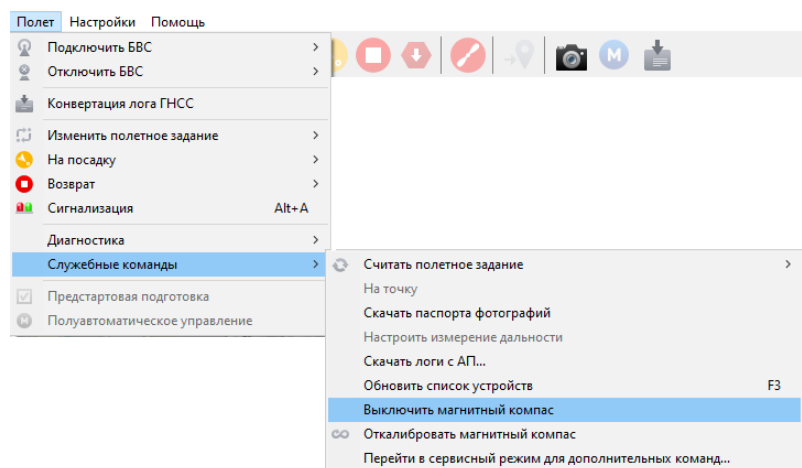 Полет Настройки Помощь
Подключить БВС
Отключить БВС
Конвертация лога ГНСС
Изменить полетное задание
На посадку
Возврат
Сигнализация Alt+A
Диагностика
Служебные команды
Предстартовая подготовка
Полуавтоматическое управление
M
Считать полетное задание
На точку
Скачать паспорта фотографий
Настроить измерение дальности
Скачать логи с АП...
Обновить список устройств F3
Выключить магнитный компас
Откалибровать магнитный компас
Перейти в сервисный режим для дополнительных команд...